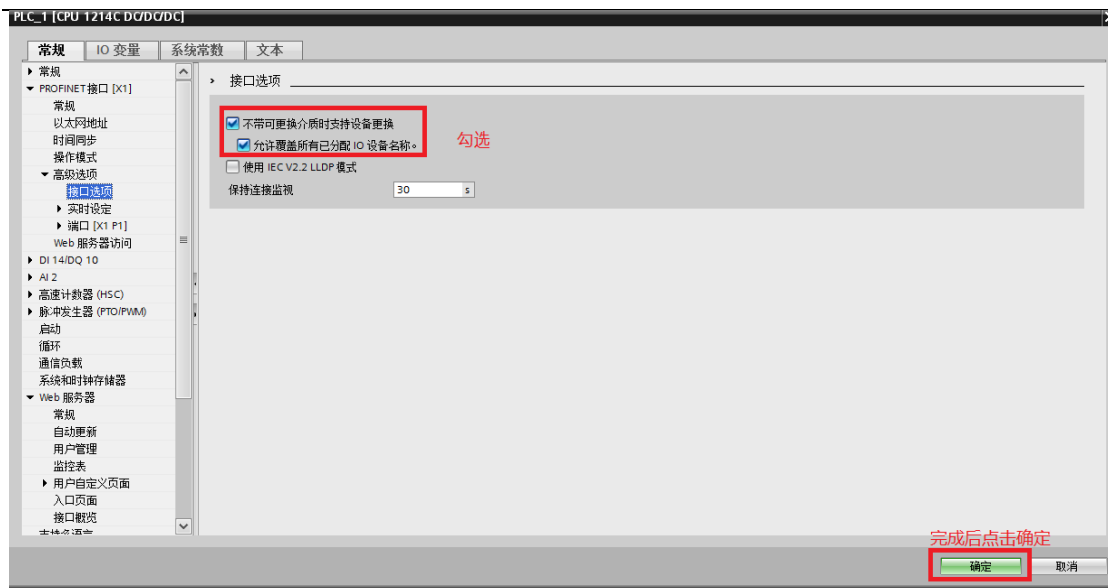 PLC_1 [CPU 1214C DC/DC/DC]
常规 IO 变量 系统常数 文本
常规
PROFINET接口 [X1]
常规
以太网地址
时间同步
操作模式
高级选项
接口选项
实时设定
端口 [X1 P1]
Web 服务器访问
DI 14/DQ 10
AI 2
高速计数器 (HSC)
脉冲发生器 (PTO/PWM)
启动
循环
通信负载
系统和时钟存储器
Web 服务器
常规
自动更新
用户管理
监控表
用户自定义页面
入口页面
接口概览
支持多语言
接口选项
不带可更换介质时支持设备更换
允许覆盖所有已分配 IO 设备名称。
勾选
使用 IEC V2.2 LLDP 模式
保持连接监视 30 s
完成后点击确定
确定 取消